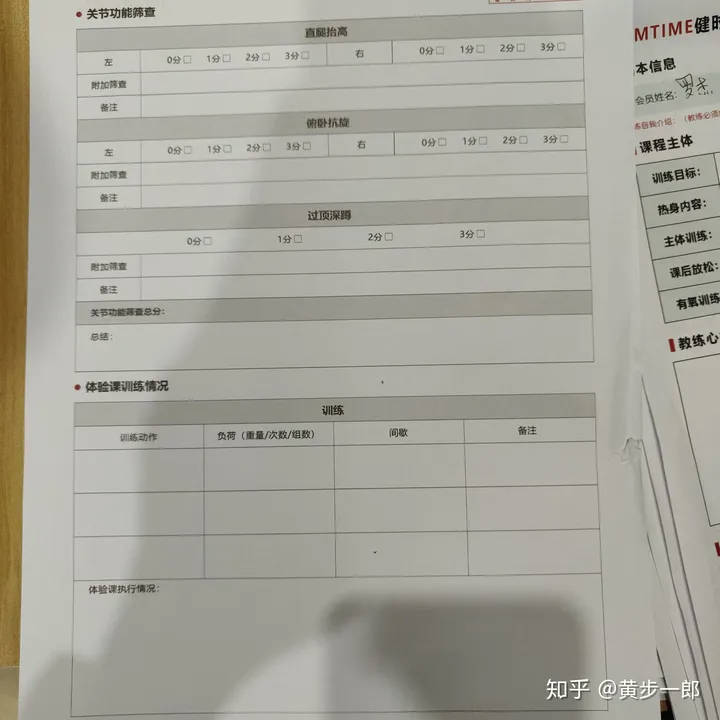 关节功能筛查
直腿抬高
左 0分 1分 2分 3分 右 0分 1分 2分 3分
附加筛查
备注
俯卧抗旋
左 0分 1分 2分 3分 右 0分 1分 2分 3分
附加筛查
备注
过顶深蹲
0分 1分 2分 3分
附加筛查
备注
关节功能筛查总分:
总结:
体验课训练情况
训练
训练动作 负荷(重量/次数/组数) 间歇 备注
体验课执行情况:
MTIME健时
本信息
会员姓名:
练自我介绍:(教练必须
课程主体
训练目标:
热身内容:
主体训练:
课后放松:
有氧训练
教练心
知乎 @黄步一郎